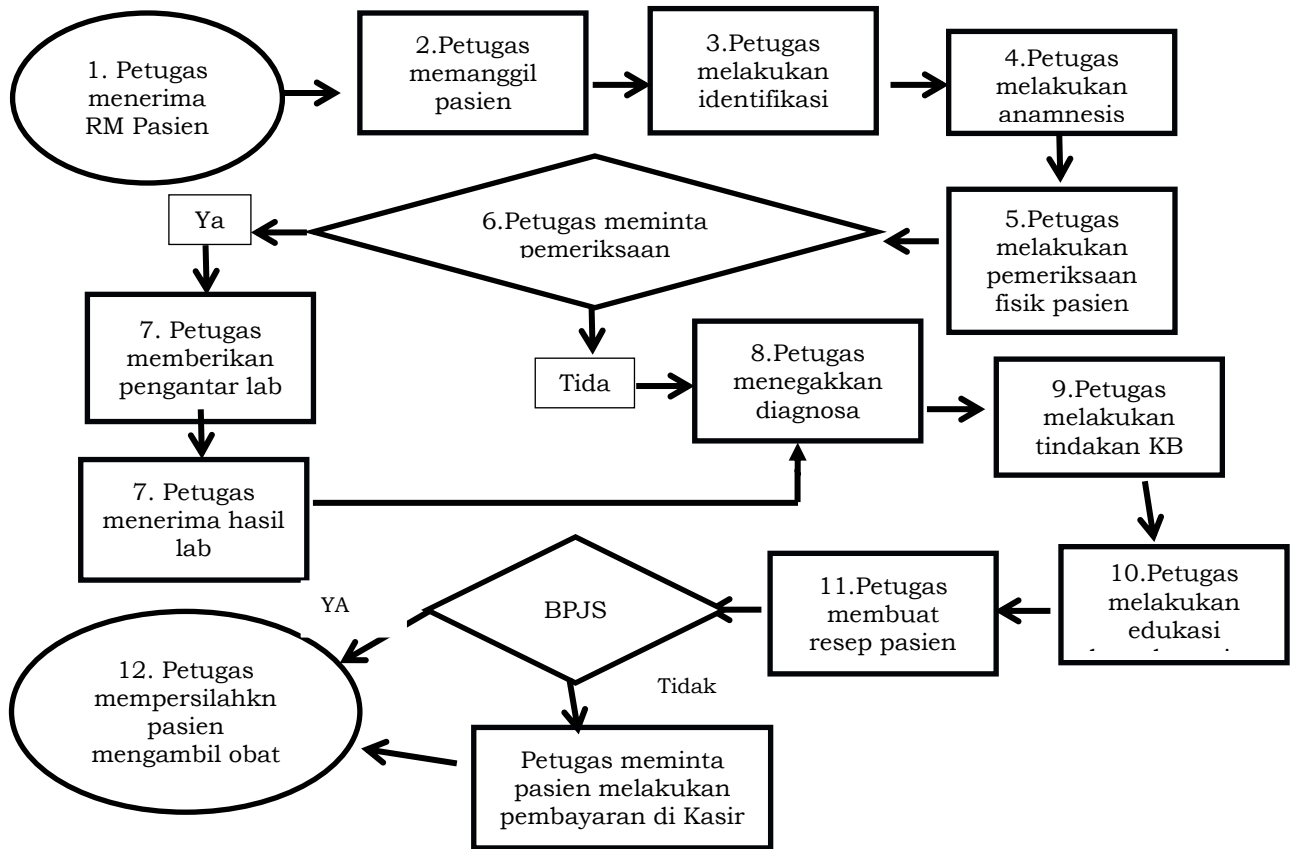 1. Petugas
menerima
RM Pasien
2.Petugas
memanggil
pasien
3.Petugas
melakukan
identifikasi
4.Petugas
melakukan
anamnesis
5.Petugas
melakukan
pemeriksaan
fisik pasien
6.Petugas meminta
pemeriksaan
Ya
7. Petugas
memberikan
pengantar lab
Tida
8.Petugas
menegakkan
diagnosa
9.Petugas
melakukan
tindakan KB
7. Petugas
menerima hasil
lab
10.Petugas
melakukan
edukasi
11.Petugas
membuat
resep pasien
BPJS
YA
Tidak
12. Petugas
mempersilahkn
pasien
mengambil obat
Petugas meminta
pasien melakukan
pembayaran di Kasir